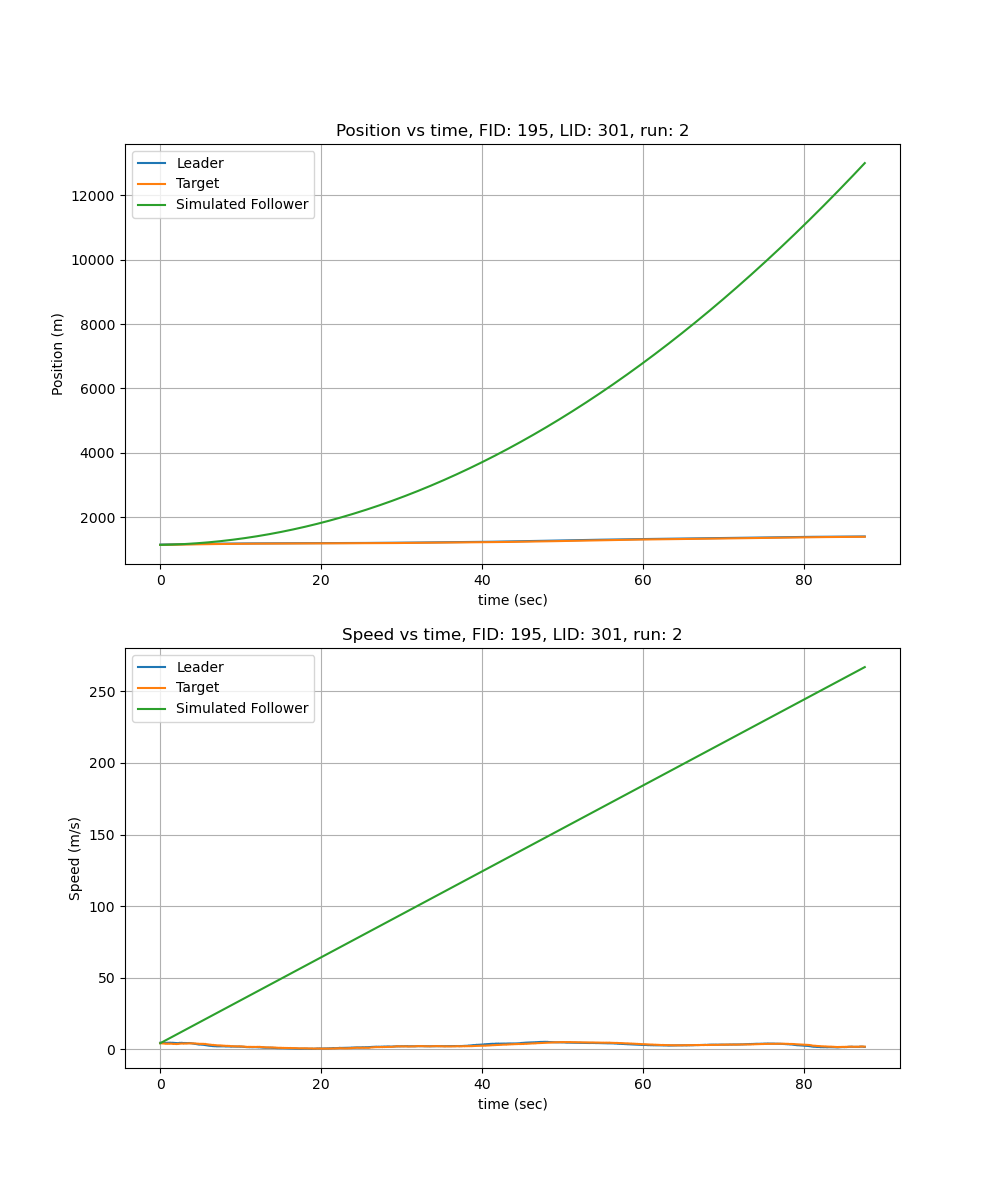 Position vs time, FID: 195, LID: 301, run: 2
Leader
Target
Simulated Follower
12000
10000
8000
6000
4000
2000
Position (m)
0 20 40 60 80
time (sec)
Speed vs time, FID: 195, LID: 301, run: 2
Leader
Target
Simulated Follower
250
200
150
100
50
0
Speed (m/s)
0 20 40 60 80
time (sec)